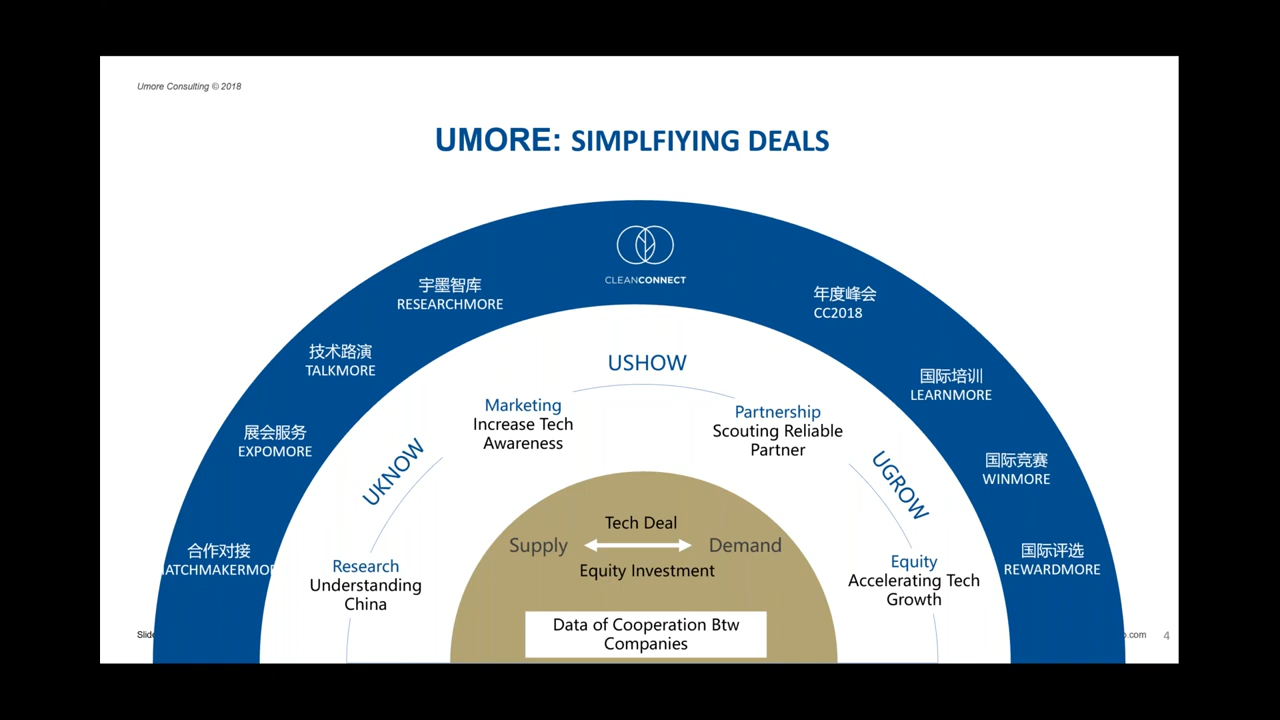 Umore Consulting © 2018
UMORE: SIMPLFIYING DEALS
CLEANCONNECT
宇墨智库
RESEARCHMORE
年度峰会
CC2018
技术路演
TALKMORE
国际培训
LEARNMORE
展会服务
EXPOMORE
国际竞赛
WINMORE
合作对接
ATCHMAKERMOR
国际评选
REWARDMORE
USHOW
UKNOW
UGROW
Marketing
Increase Tech
Awareness
Partnership
Scouting Reliable
Partner
Research
Understanding
China
Equity
Accelerating Tech
Growth
Tech Deal
Supply
Demand
Equity Investment
Data of Cooperation Btw
Companies
Slide
.com
4